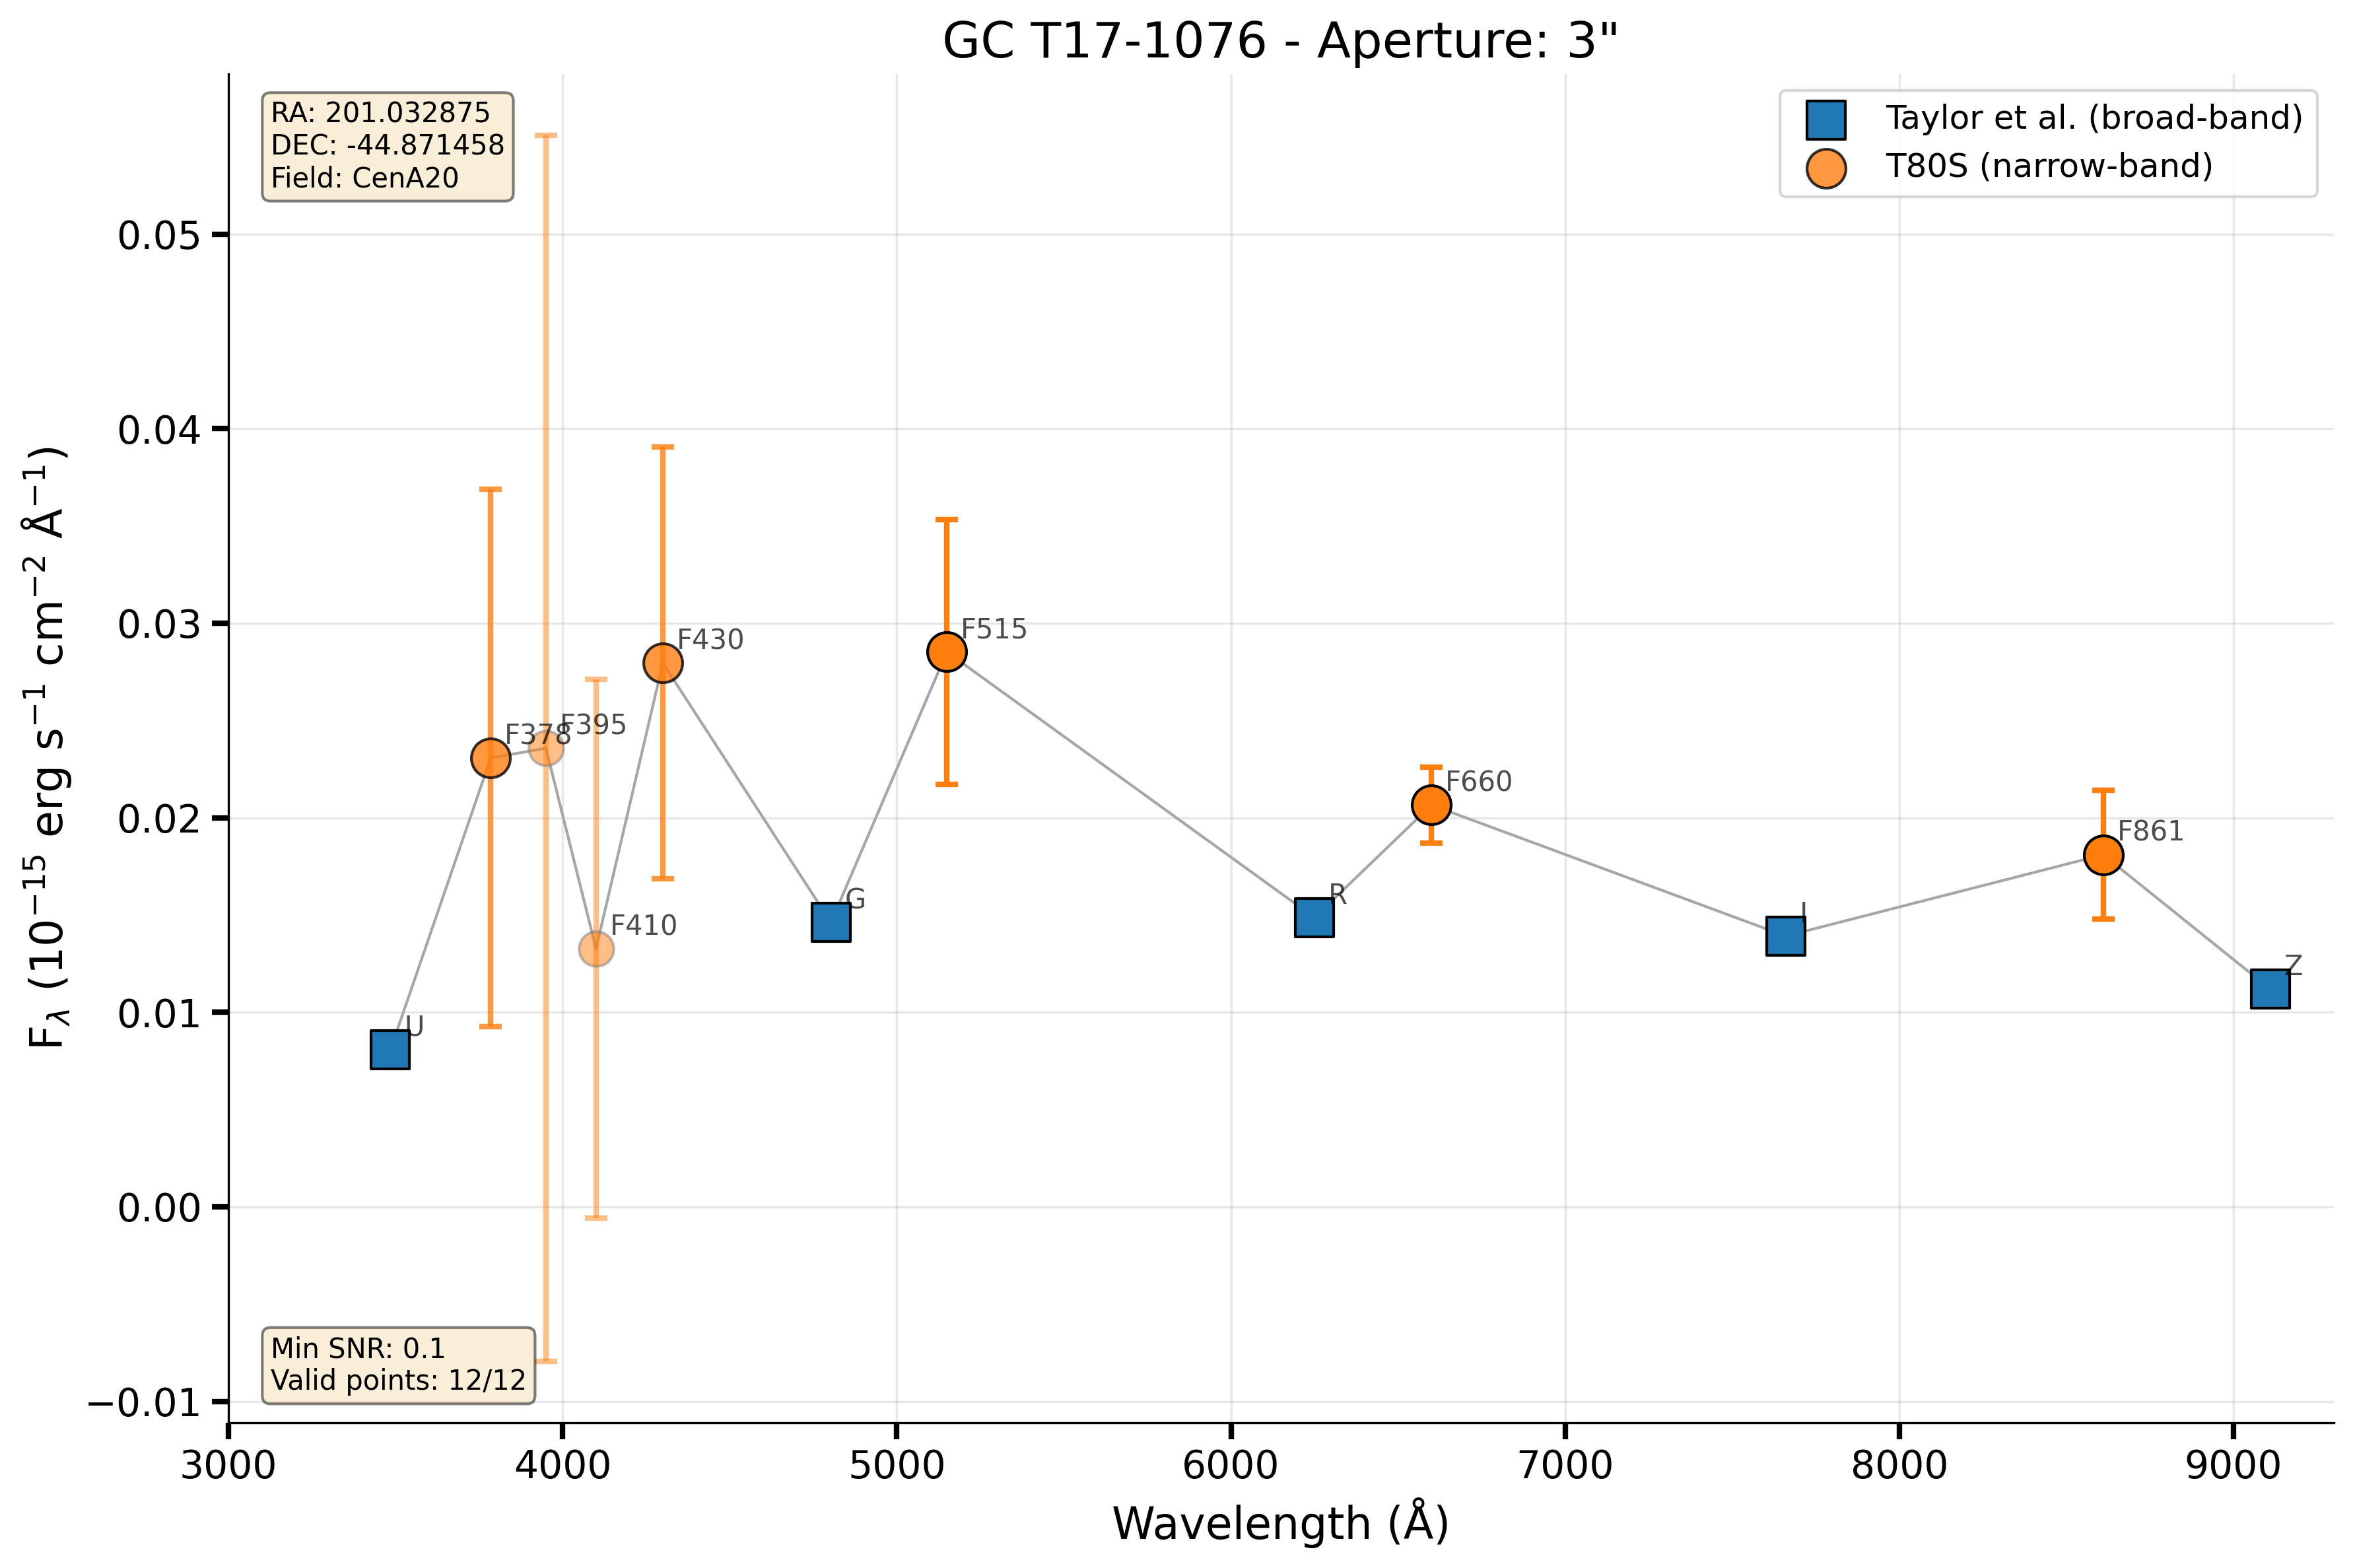 GC T17-1076 - Aperture: 3"
RA: 201.032875
DEC: -44.871458
Field: CenA20
Taylor et al. (broad-band)
T80S (narrow-band)
F$_{λ}$ (10$^{−15}$ erg s$^{−1}$ cm$^{−2}$ Å$^{−1}$)
0.05
0.04
0.03
0.02
0.01
0.00
−0.01
U
F378
F395
F410
F430
G
F515
R
F660
I
F861
Z
Min SNR: 0.1
Valid points: 12/12
3000 4000 5000 6000 7000 8000 9000
Wavelength (Å)